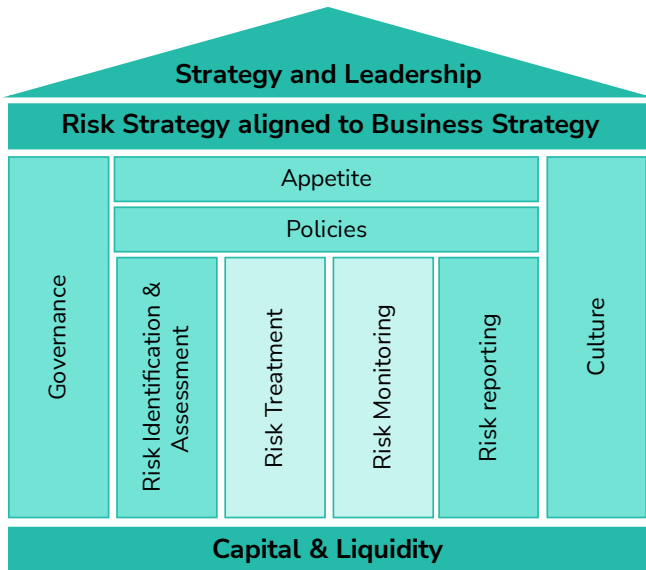 Strategy and Leadership
Risk Strategy aligned to Business Strategy
Governance
Appetite
Policies
Risk Identification &
Assessment
Risk Treatment
Risk Monitoring
Risk reporting
Culture
Capital & Liquidity